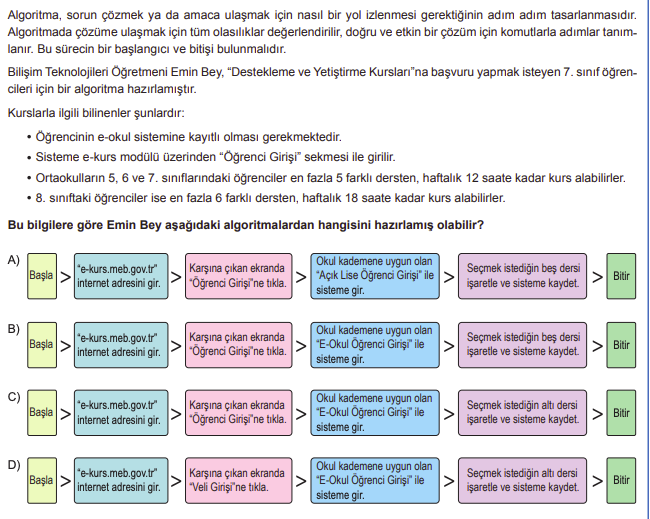 Algoritma, sorun çözmek ya da amaca ulaşmak için nasıl bir yol izlenmesi gerektiğinin adım adım tasarlanmasıdır.
Algoritmada çözüme ulaşmak için tüm olasılıklar değerlendirilir, doğru ve etkin bir çözüm için komutlarla adımlar tanım-
lanır. Bu sürecin bir başlangıcı ve bitişi bulunmalıdır.
Bilişim Teknolojileri Öğretmeni Emin Bey, “Destekleme ve Yetiştirme Kursları”na başvuru yapmak isteyen 7. sınıf öğren-
cileri için bir algoritma hazırlamıştır.
Kurslarla ilgili bilinenler şunlardır:
• Öğrencinin e-okul sistemine kayıtlı olması gerekmektedir.
• Sisteme e-kurs modülü üzerinden “Öğrenci Girişi” sekmesi ile girilir.
• Ortaokulların 5, 6 ve 7. sınıflarındaki öğrenciler en fazla 5 farklı dersten, haftalık 12 saate kadar kurs alabilirler.
• 8. sınıftaki öğrenciler ise en fazla 6 farklı dersten, haftalık 18 saate kadar kurs alabilirler.
Bu bilgilere göre Emin Bey aşağıdaki algoritmalardan hangisini hazırlamış olabilir?
A)
Başla
>
“e-kurs.meb.gov.tr”
internet adresini gir.
>
Karşına çıkan ekranda
“Öğrenci Girişi”ne tıkla.
>
Okul kademene uygun olan
“Açık Lise Öğrenci Girişi” ile
sisteme gir.
>
Seçmek istediğin beş dersi
işaretle ve sisteme kaydet.
>
Bitir
B)
Başla
>
“e-kurs.meb.gov.tr”
internet adresini gir.
>
Karşına çıkan ekranda
“Öğrenci Girişi”ne tıkla.
>
Okul kademene uygun olan
“E-Okul Öğrenci Girişi” ile
sisteme gir.
>
Seçmek istediğin beş dersi
işaretle ve sisteme kaydet.
>
Bitir
C)
Başla
>
“e-kurs.meb.gov.tr”
internet adresini gir.
>
Karşına çıkan ekranda
“Öğrenci Girişi”ne tıkla.
>
Okul kademene uygun olan
“E-Okul Öğrenci Girişi” ile
sisteme gir.
>
Seçmek istediğin altı dersi
işaretle ve sisteme kaydet.
>
Bitir
D)
Başla
>
“e-kurs.meb.gov.tr”
internet adresini gir.
>
Karşına çıkan ekranda
“Veli Girişi”ne tıkla.
>
Okul kademene uygun olan
“E-Okul Öğrenci Girişi” ile
sisteme gir.
>
Seçmek istediğin altı dersi
işaretle ve sisteme kaydet.
>
Bitir